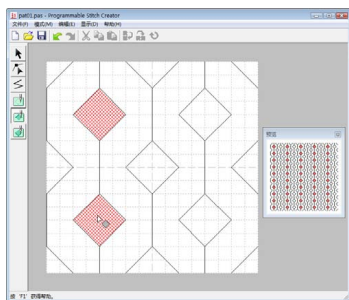 pat01.pas - Programmable Stitch Creator
文件(F) 模式(M) 编辑(E) 显示(D) 帮助(H)
预览
按 'F1' 获得帮助。